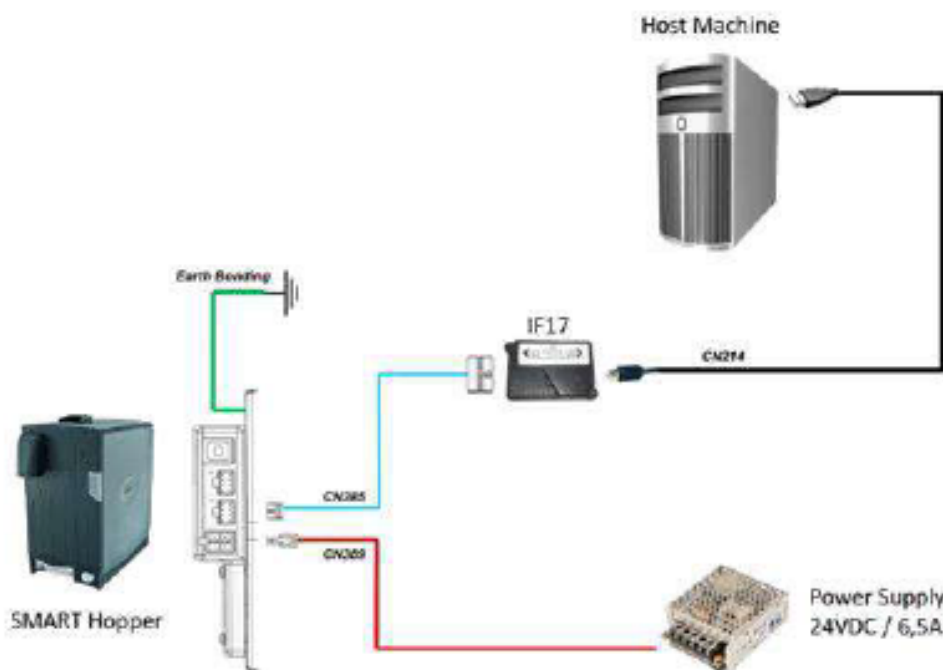 Host Machine
Earth Bonding
IF17
CN214
CN385
CN389
SMART Hopper
Power Supply
24VDC / 6,5A